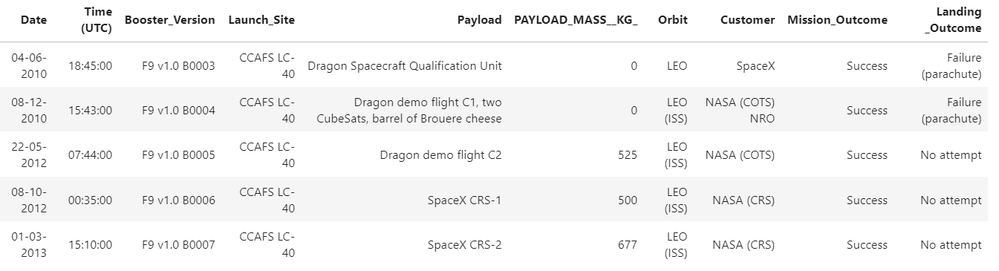 Date Time (UTC) Booster_Version Launch_Site Payload PAYLOAD_MASS__KG_ Orbit Customer Mission_Outcome Landing _Outcome
04-06-2010 18:45:00 F9 v1.0 B0003 CCAFS LC-40 Dragon Spacecraft Qualification Unit 0 LEO SpaceX Success Failure (parachute)
08-12-2010 15:43:00 F9 v1.0 B0004 CCAFS LC-40 Dragon demo flight C1, two CubeSats, barrel of Brouere cheese 0 LEO (ISS) NASA (COTS) NRO Success Failure (parachute)
22-05-2012 07:44:00 F9 v1.0 B0005 CCAFS LC-40 Dragon demo flight C2 525 LEO (ISS) NASA (COTS) Success No attempt
08-10-2012 00:35:00 F9 v1.0 B0006 CCAFS LC-40 SpaceX CRS-1 500 LEO (ISS) NASA (CRS) Success No attempt
01-03-2013 15:10:00 F9 v1.0 B0007 CCAFS LC-40 SpaceX CRS-2 677 LEO (ISS) NASA (CRS) Success No attempt